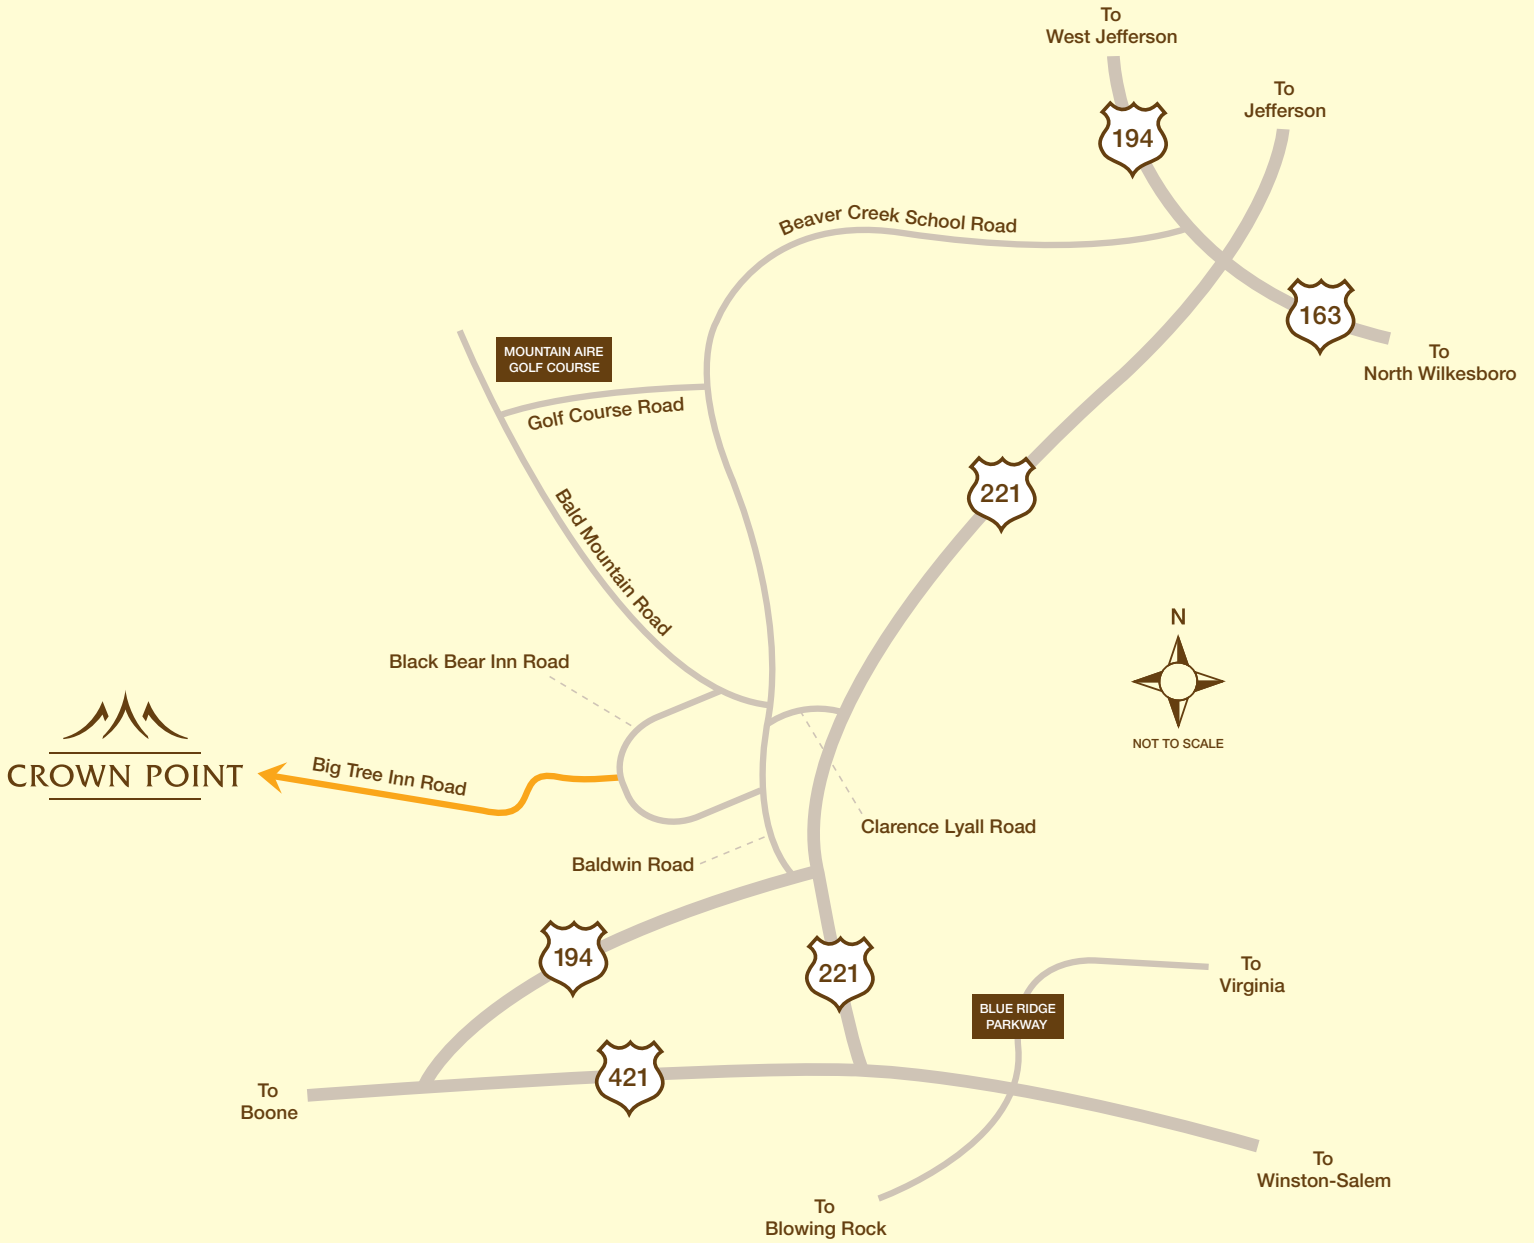 To
West Jefferson
To
Jefferson
194
Beaver Creek School Road
163
To
North Wilkesboro
MOUNTAIN AIRE
GOLF COURSE
Golf Course Road
221
Bald Mountain Road
N
NOT TO SCALE
Black Bear Inn Road
CROWN POINT
Big Tree Inn Road
Clarence Lyall Road
Baldwin Road
194
221
To
Virginia
BLUE RIDGE
PARKWAY
421
To
Boone
To
Winston-Salem
To
Blowing Rock